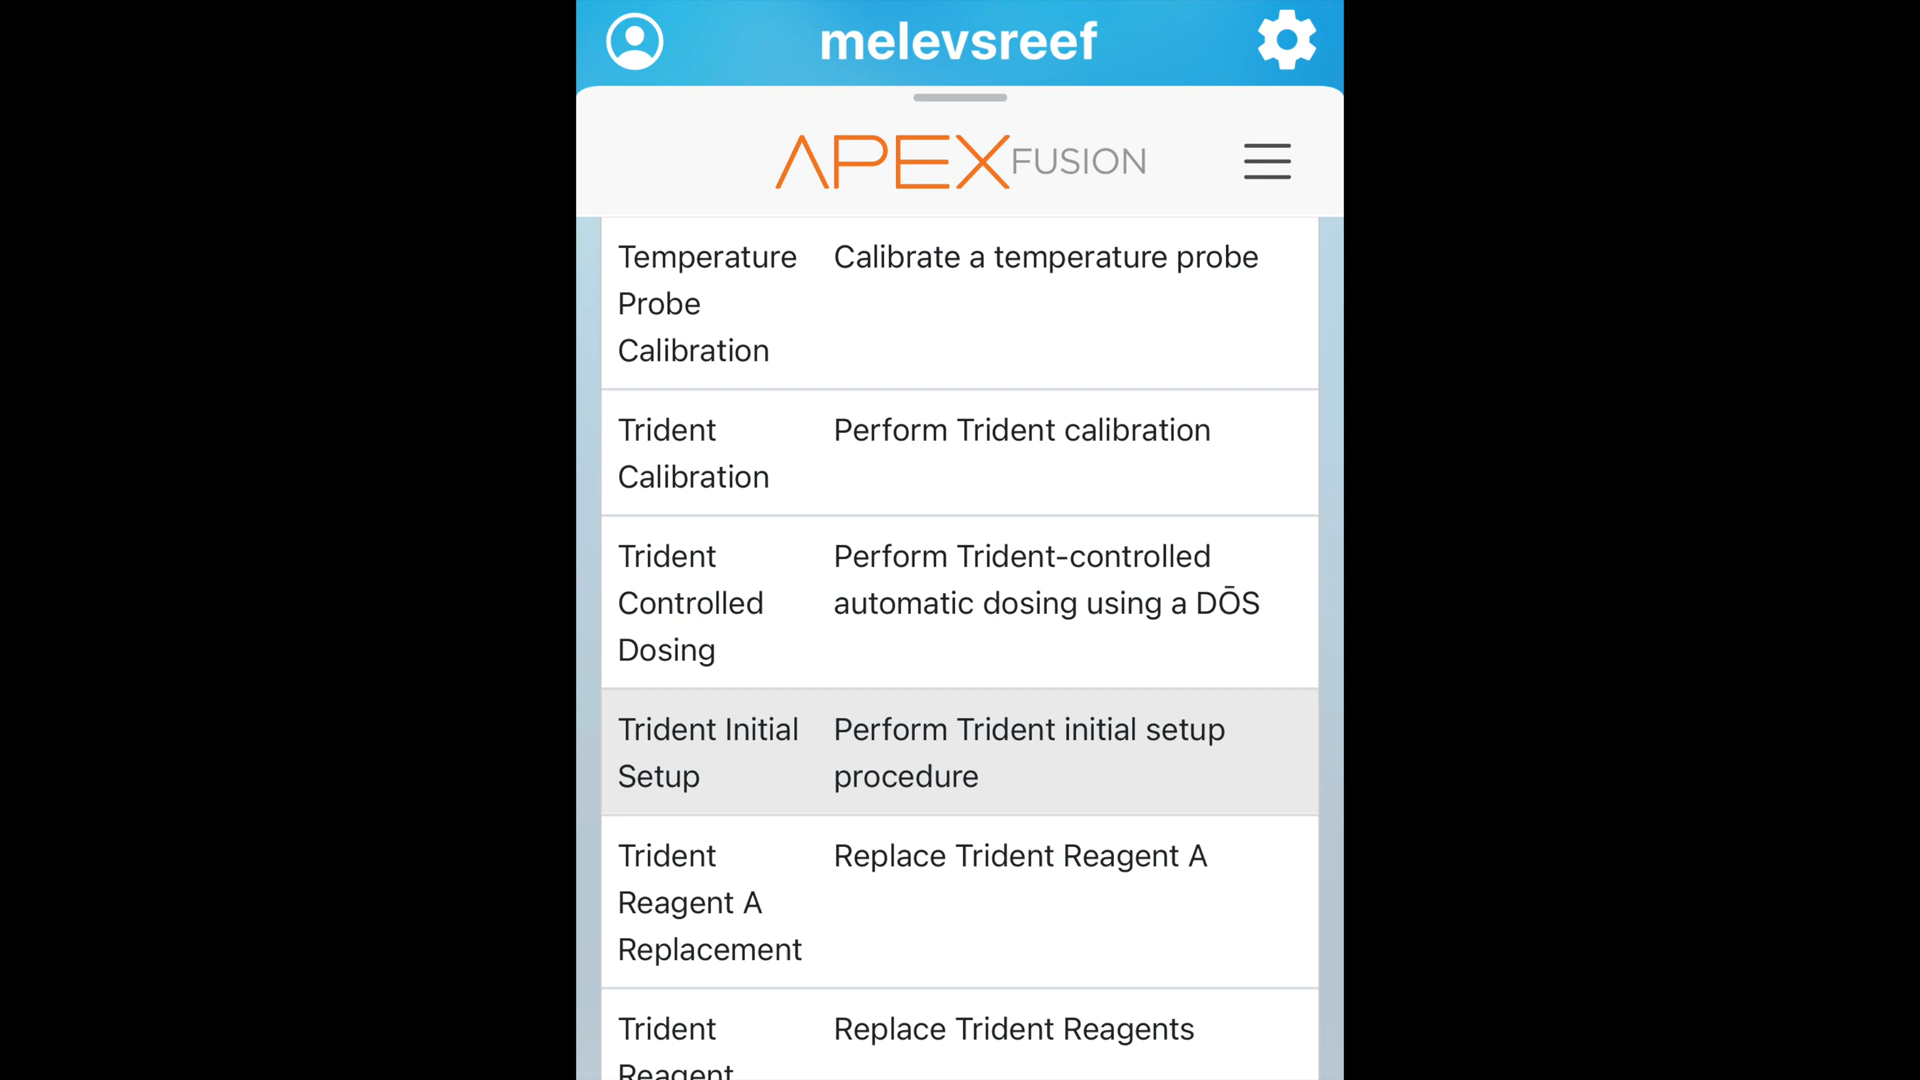 melevsreef
APEX FUSION
Temperature Probe Calibration
Calibrate a temperature probe
Trident Calibration
Perform Trident calibration
Trident Controlled Dosing
Perform Trident-controlled
automatic dosing using a DŌS
Trident Initial Setup
Perform Trident initial setup
procedure
Trident Reagent A Replacement
Replace Trident Reagent A
Trident Reagent
Replace Trident Reagents